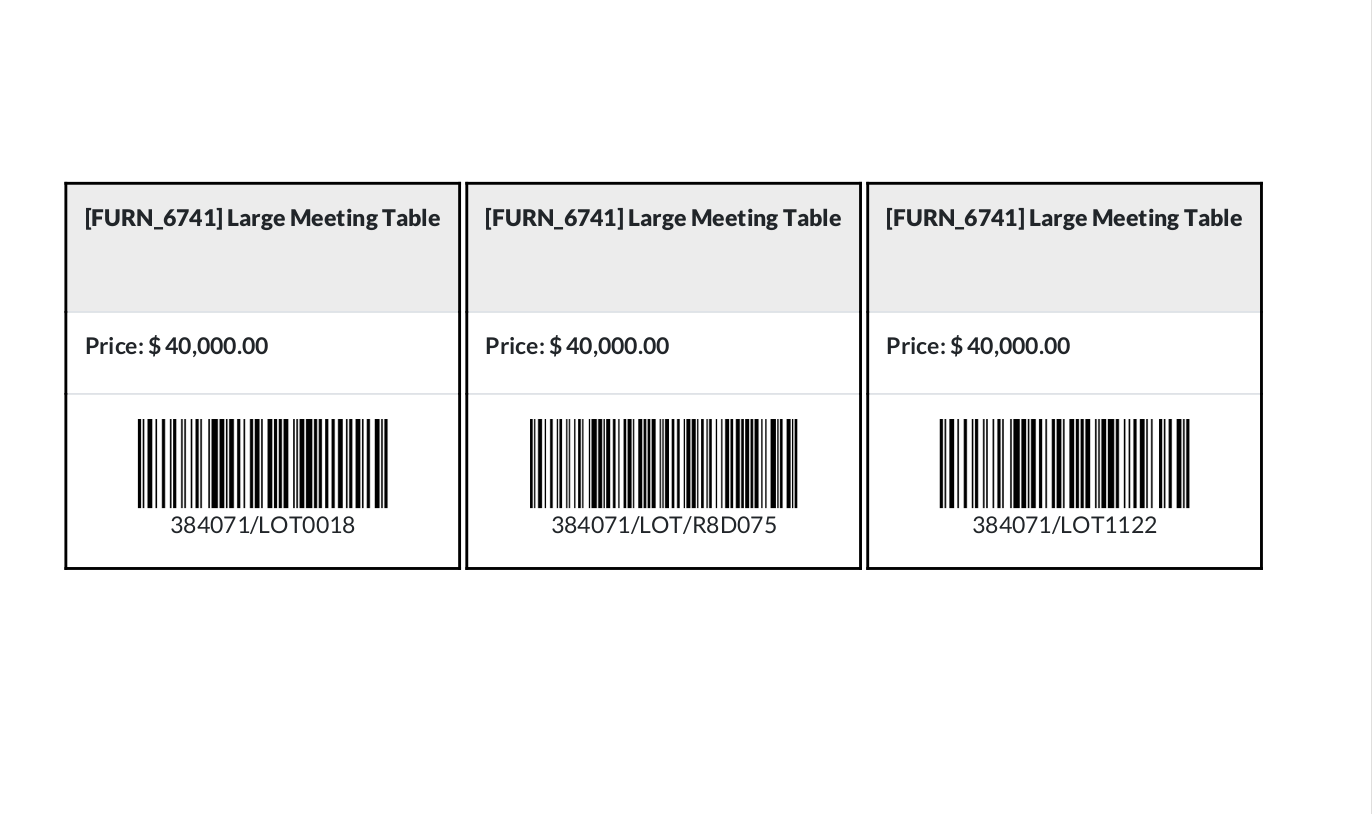 [FURN_6741] Large Meeting Table
Price: $ 40,000.00
384071/LOT0018
[FURN_6741] Large Meeting Table
Price: $ 40,000.00
384071/LOT/R8D075
[FURN_6741] Large Meeting Table
Price: $ 40,000.00
384071/LOT1122